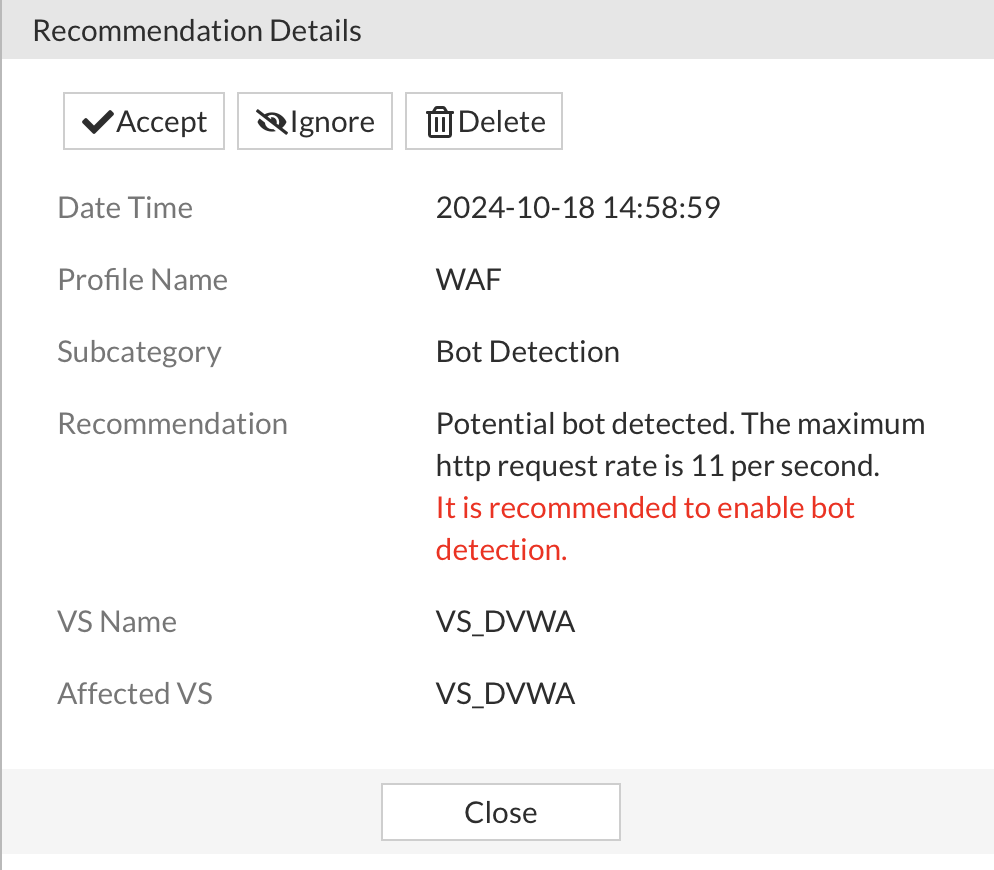 Recommendation Details
Accept Ignore Delete
Date Time 2024-10-18 14:58:59
Profile Name WAF
Subcategory Bot Detection
Recommendation Potential bot detected. The maximum
http request rate is 11 per second.
It is recommended to enable bot
detection.
VS Name VS_DVWA
Affected VS VS_DVWA
Close